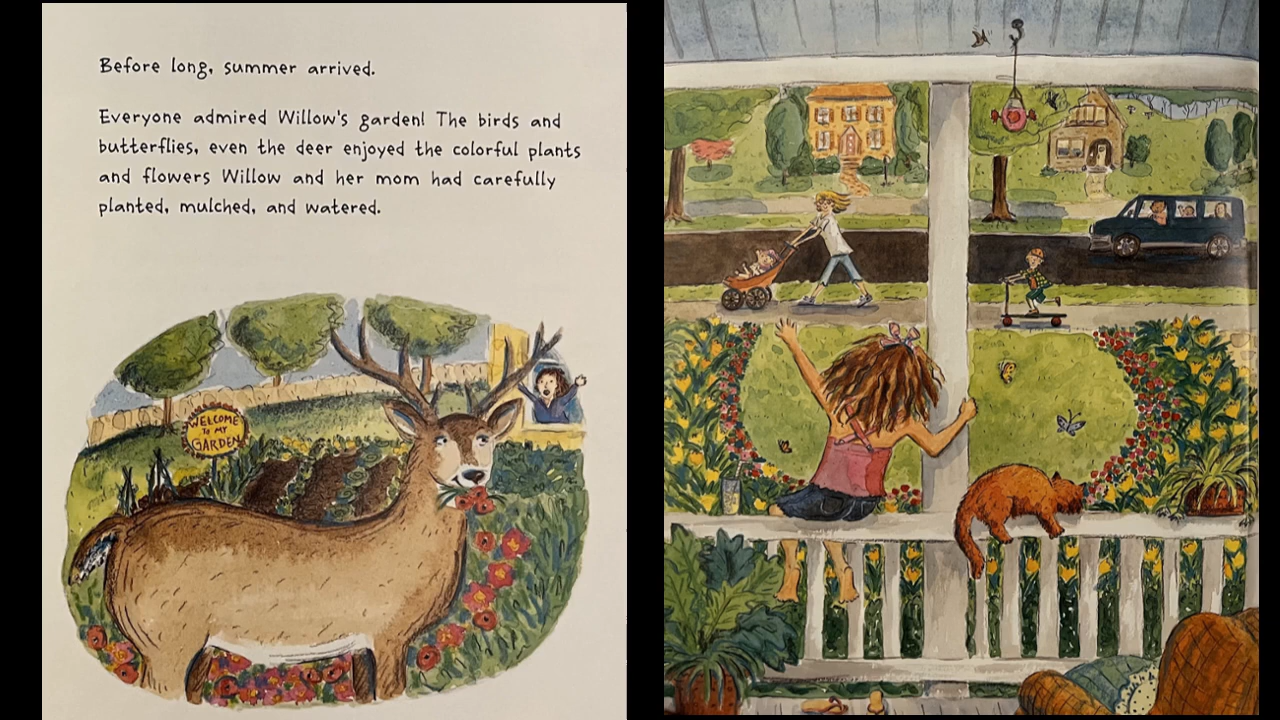 Before long, summer arrived.
Everyone admired Willow's garden! The birds and
butterflies, even the deer enjoyed the colorful plants
and flowers Willow and her mom had carefully
planted, mulched, and watered.
WELCOME
TO MY
GARDEN